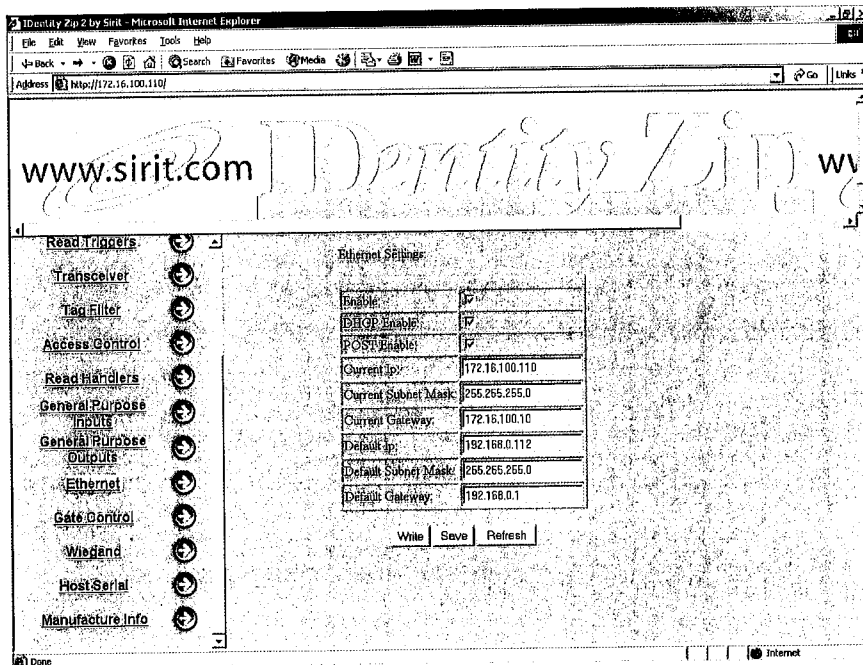 IDentity Zip 2 by Sirit - Microsoft Internet Explorer
File Edit View Favorites Tools Help
Back Search Favorites Media
Address http://172.16.100.110/ Go Links
www.sirit.com IDentity Zip
Read Triggers
Transceiver
Tag Filter
Access Control
Read Handlers
General Purpose
Inputs
General Purpose
Outputs
Ethernet
Gate Control
Wiegand
Host Serial
Manufacture Info
Ethernet Settings
Enable:
DHCP Enable:
POST Enable:
Current Ip: 172.16.100.110
Current Subnet Mask: 255.255.255.0
Current Gateway: 172.16.100.10
Default Ip: 192.168.0.112
Default Subnet Mask: 255.255.255.0
Default Gateway: 192.168.0.1
Write Save Refresh
Done Internet